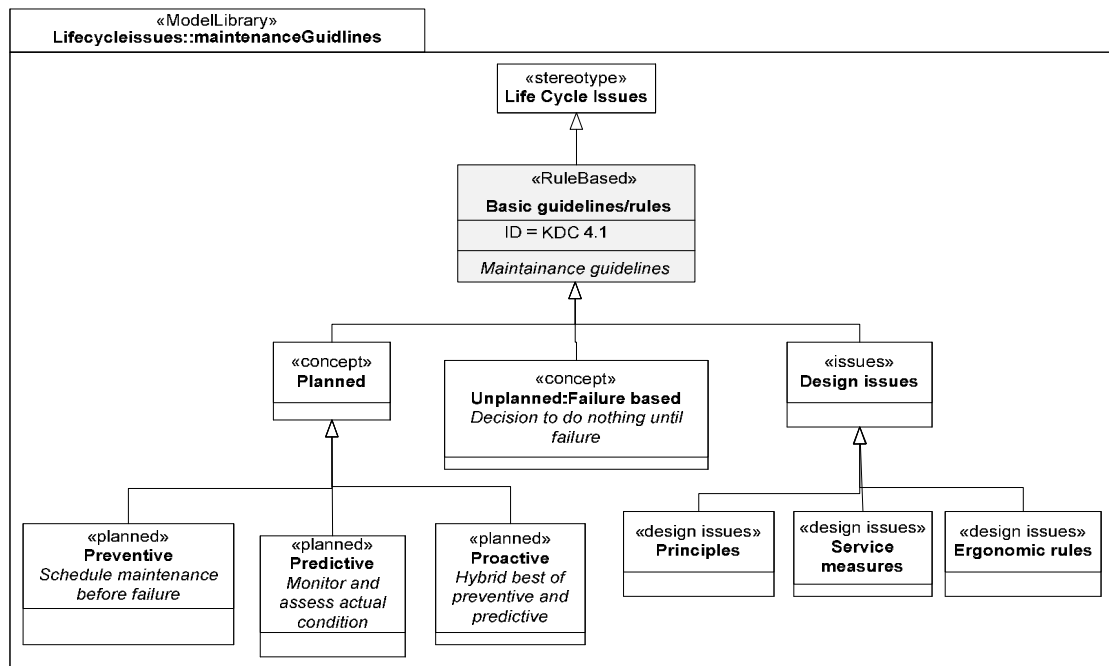 «ModelLibrary»
Lifecycleissues::maintenanceGuidlines
«stereotype»
Life Cycle Issues
«RuleBased»
Basic guidelines/rules
ID = KDC 4.1
Maintainance guidelines
«concept»
Planned
«concept»
Unplanned:Failure based
Decision to do nothing until
failure
«issues»
Design issues
«planned»
Preventive
Schedule maintenance
before failure
«planned»
Predictive
Monitor and
assess actual
condition
«planned»
Proactive
Hybrid best of
preventive and
predictive
«design issues»
Principles
«design issues»
Service
measures
«design issues»
Ergonomic rules